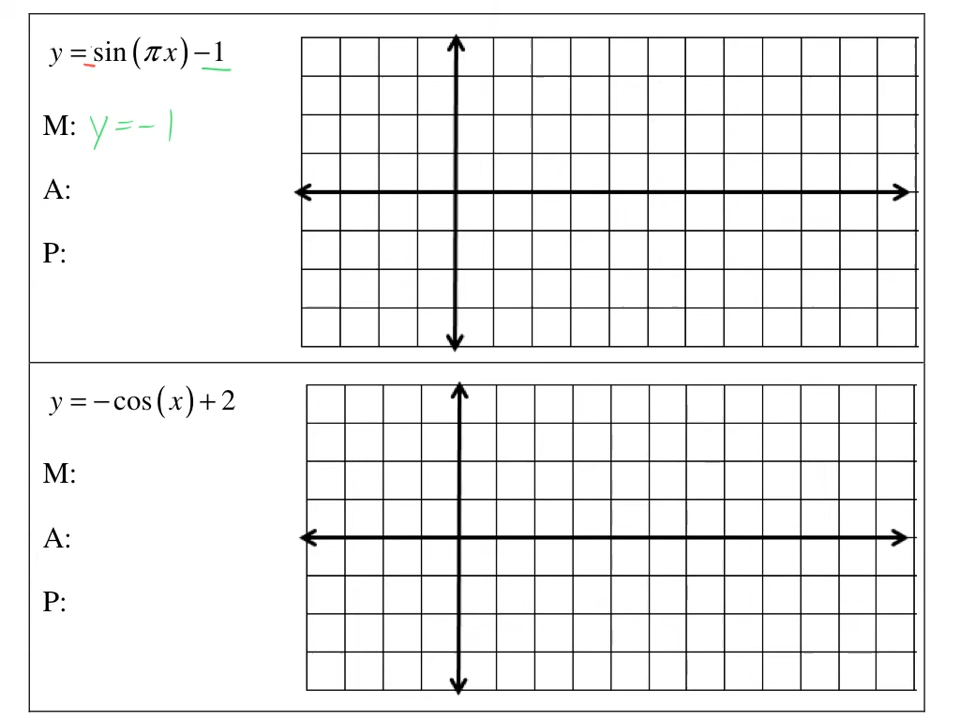 y = sin(πx) − 1
M: y = −1
A:
P:
y = −cos(x) + 2
M:
A:
P: